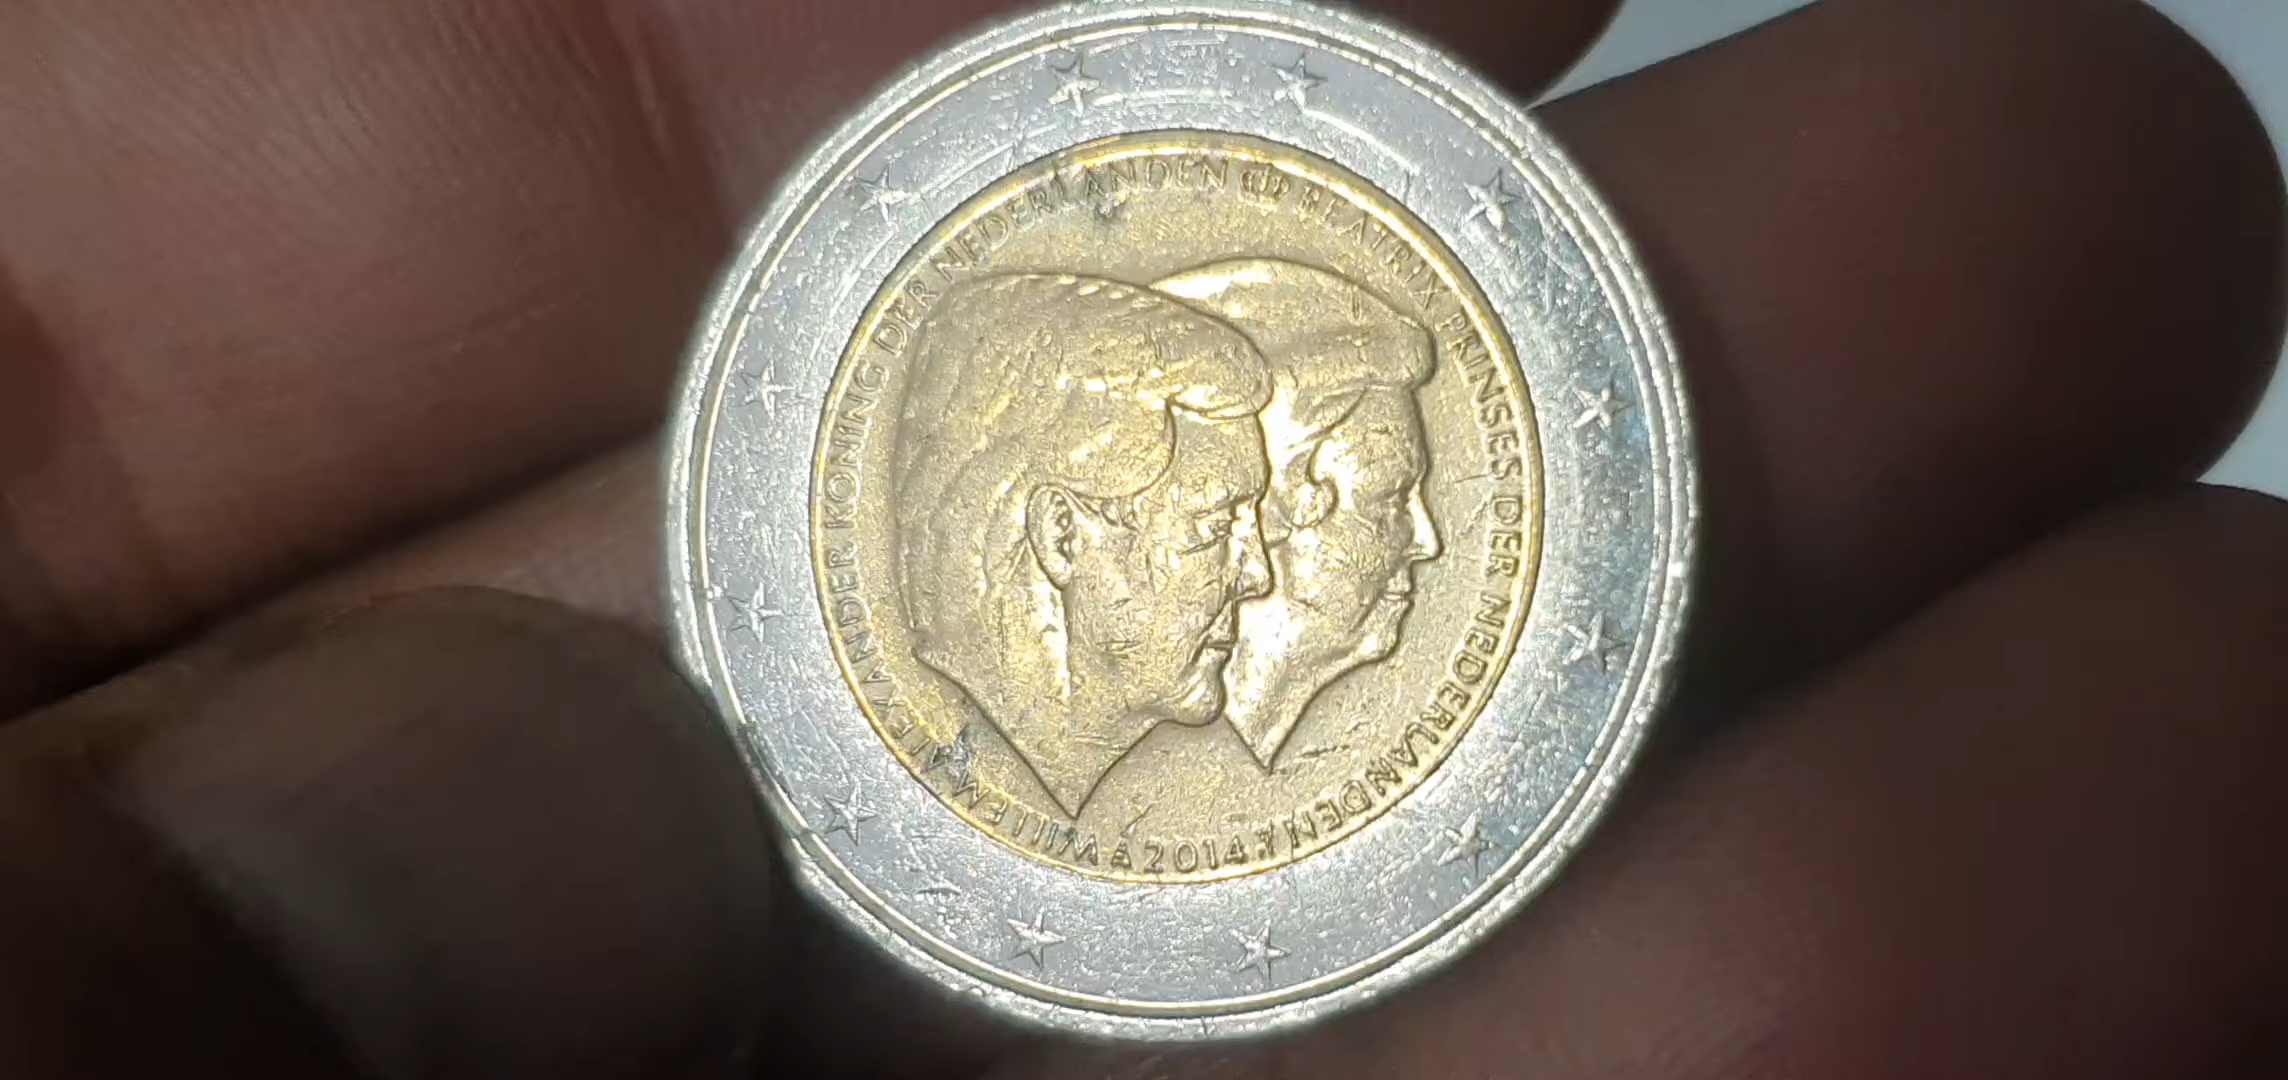 WILLEM-ALEXANDER KONING DER NEDERLANDEN
BEATRIX PRINSES DER NEDERLANDEN
2014